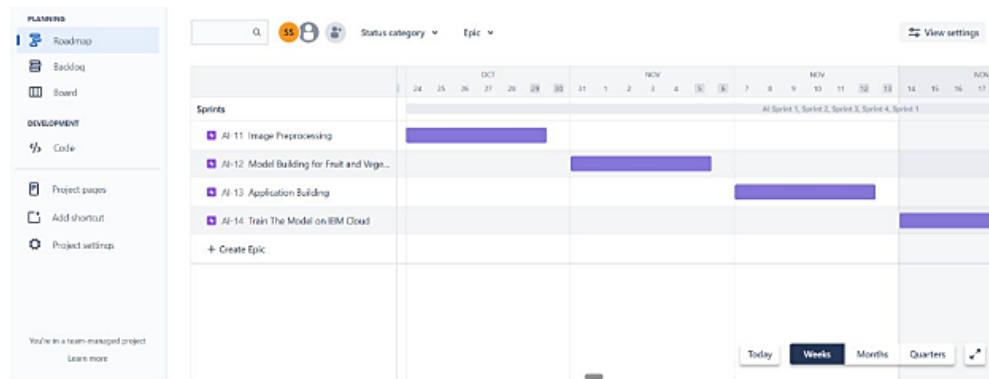 PLANNING
Roadmap
Backlog
Board
DEVELOPMENT
Code
Project pages
Add shortcut
Project settings
You're in a team-managed project
Learn more
SS
Status category
Epic
View settings
OCT NOV NOV NOV
24 25 26 27 28 29 30 31 1 2 3 4 5 6 7 8 9 10 11 12 13 14 15 16 17
Sprints
AI Sprint 1, Sprint 2, Sprint 3, Sprint 4, Sprint 1
AI-11 Image Preprocessing
AI-12 Model Building for Fruit and Vege...
AI-13 Application Building
AI-14 Train The Model on IBM Cloud
+ Create Epic
Today
Weeks
Months
Quarters